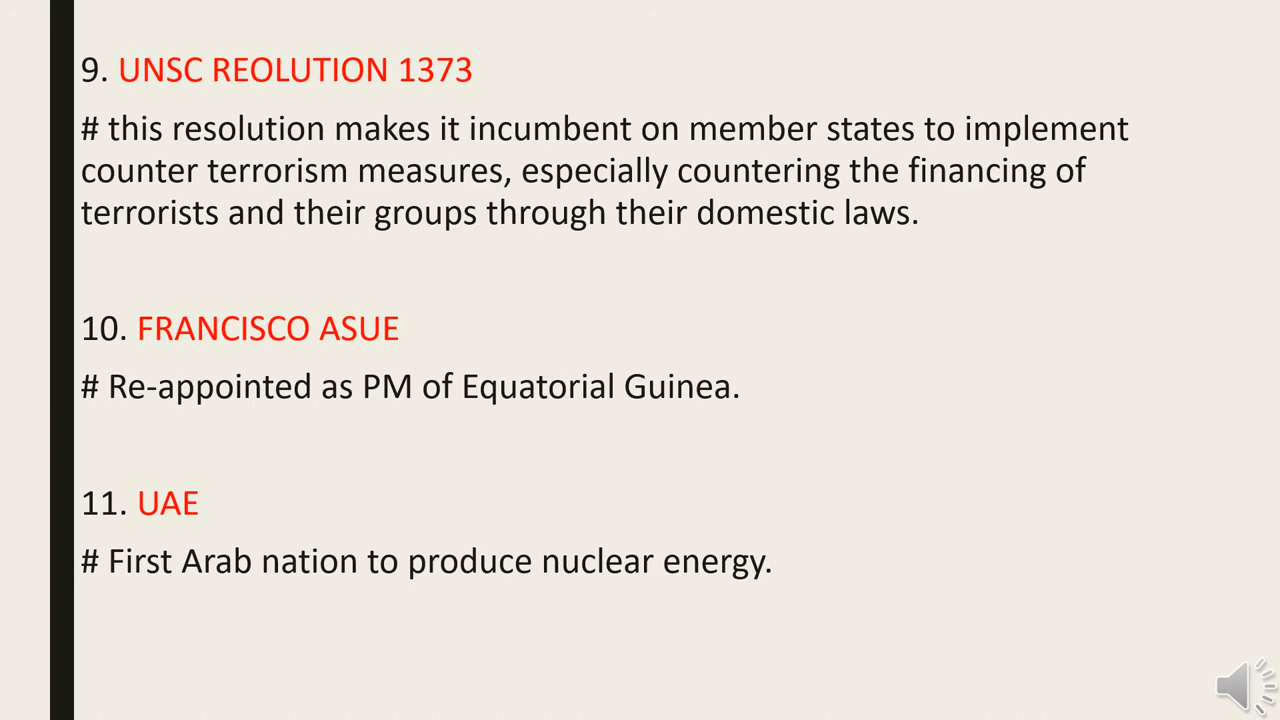 9. UNSC REOLUTION 1373
# this resolution makes it incumbent on member states to implement
counter terrorism measures, especially countering the financing of
terrorists and their groups through their domestic laws.
10. FRANCISCO ASUE
# Re-appointed as PM of Equatorial Guinea.
11. UAE
# First Arab nation to produce nuclear energy.